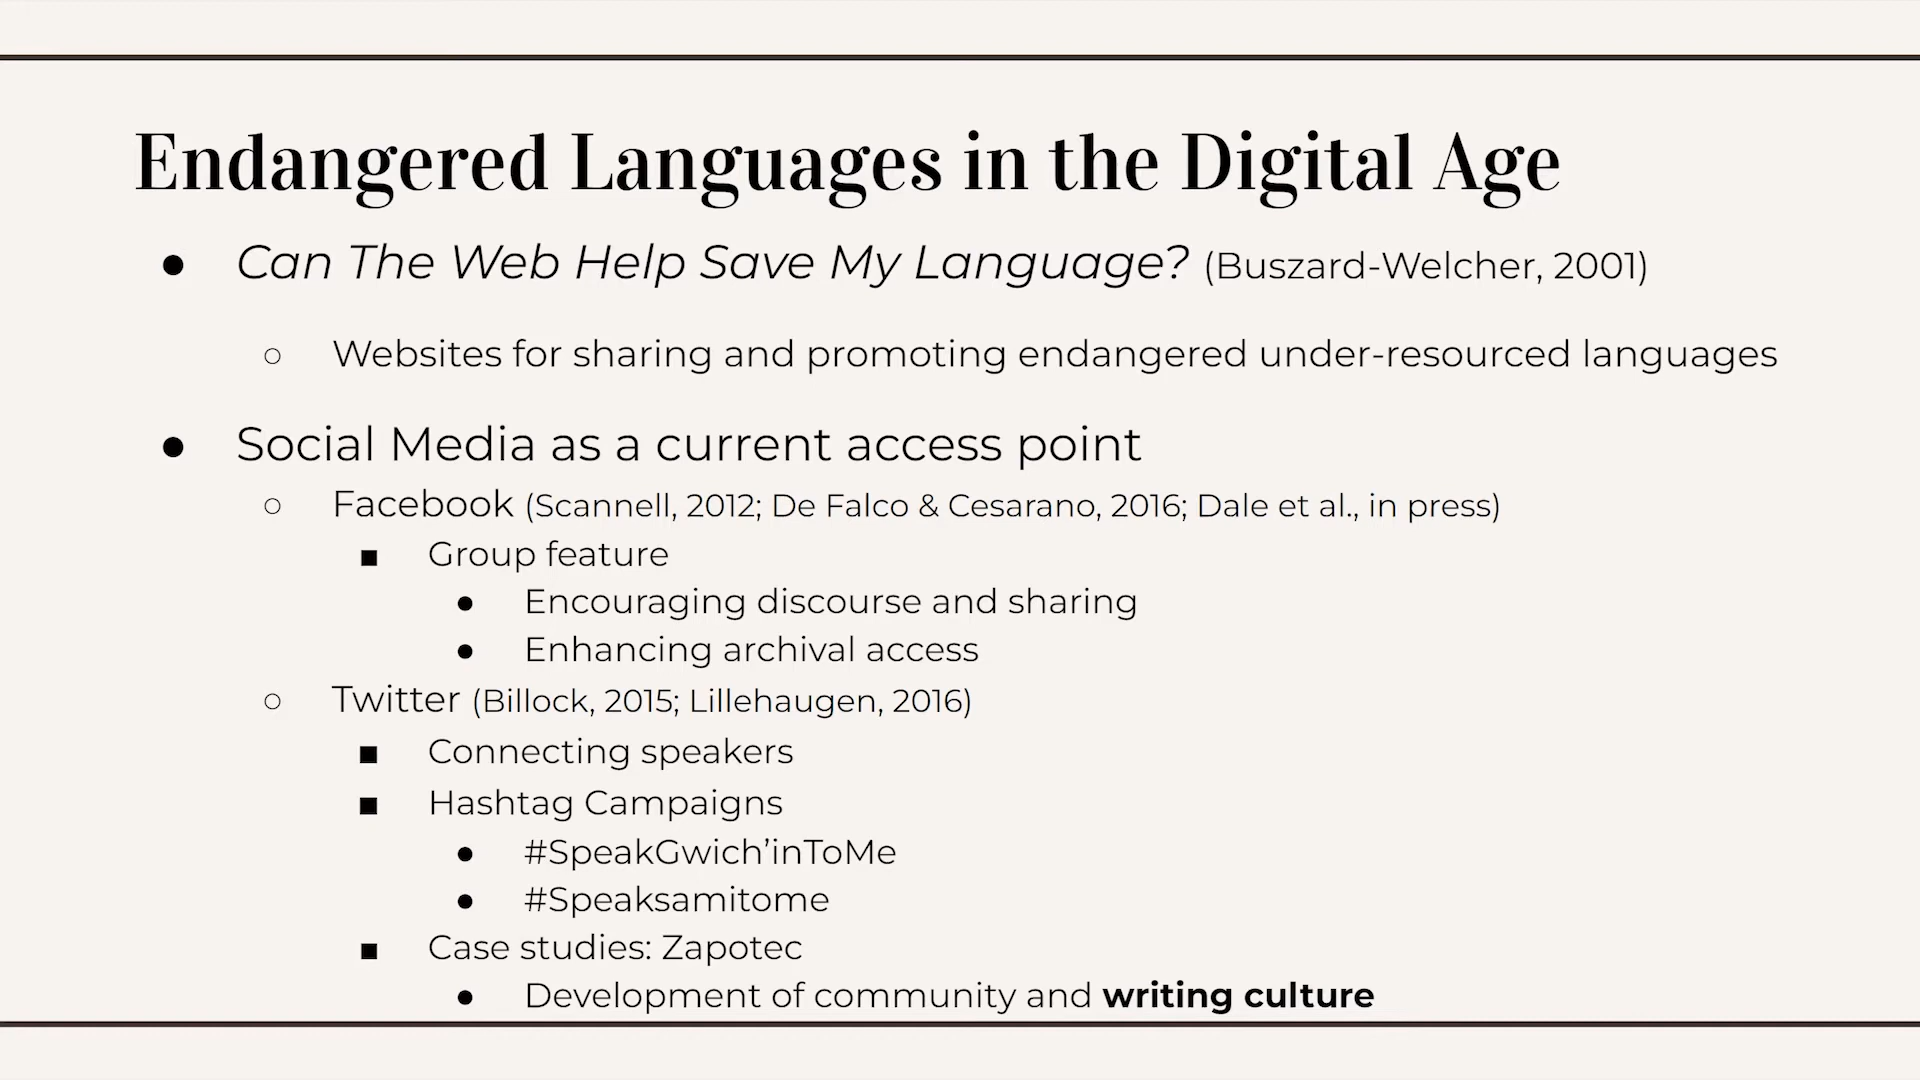 Endangered Languages in the Digital Age
● Can The Web Help Save My Language? (Buszard-Welcher, 2001)
○ Websites for sharing and promoting endangered under-resourced languages
● Social Media as a current access point
○ Facebook (Scannell, 2012; De Falco & Cesarano, 2016; Dale et al., in press)
■ Group feature
● Encouraging discourse and sharing
● Enhancing archival access
○ Twitter (Billock, 2015; Lillehaugen, 2016)
■ Connecting speakers
■ Hashtag Campaigns
● #SpeakGwich’inToMe
● #Speaksamitome
■ Case studies: Zapotec
● Development of community and writing culture